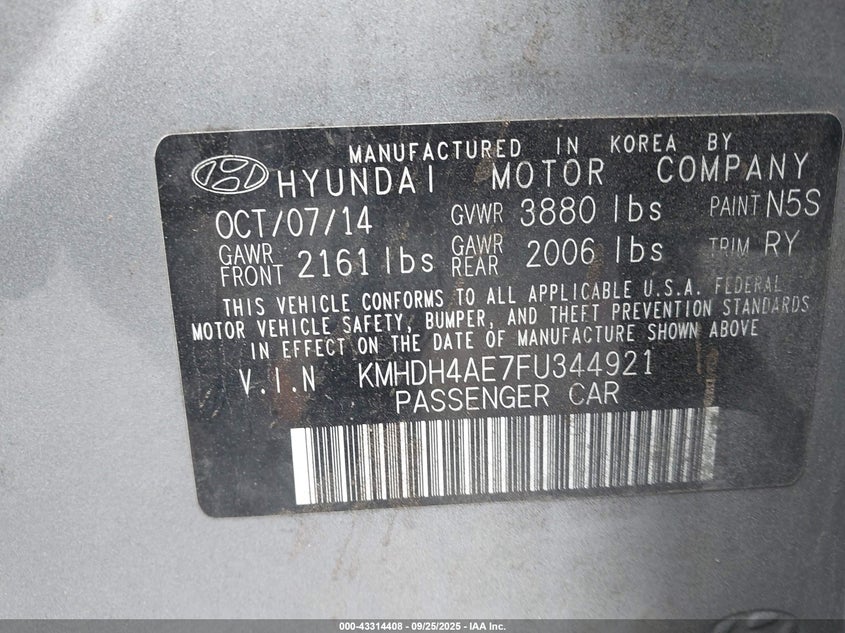 MANUFACTURED IN KOREA BY
HYUNDAI MOTOR COMPANY
OCT/07/14 GVWR 3880 lbs PAINT N5S
GAWR FRONT 2161 lbs GAWR REAR 2006 lbs TRIM RY
THIS VEHICLE CONFORMS TO ALL APPLICABLE U.S.A. FEDERAL
MOTOR VEHICLE SAFETY, BUMPER, AND THEFT PREVENTION STANDARDS
IN EFFECT ON THE DATE OF MANUFACTURE SHOWN ABOVE
V.I.N KMHDH4AE7FU344921
PASSENGER CAR
000-43314408 - 09/25/2025 - IAA Inc.